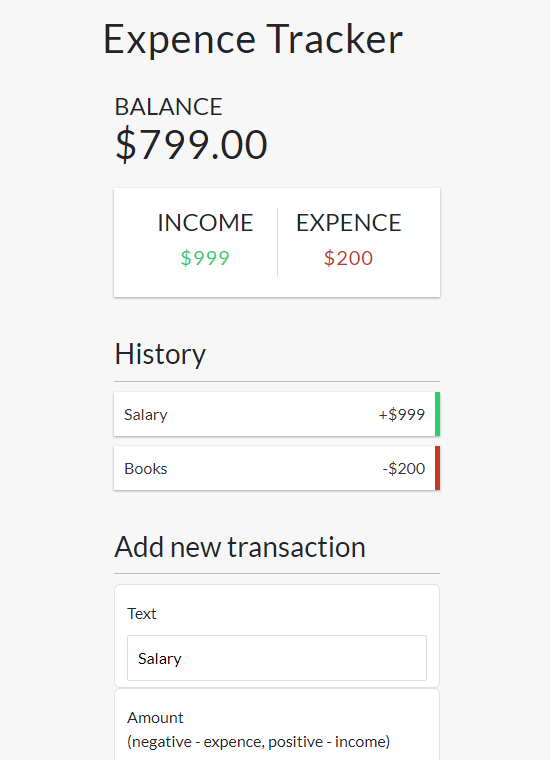 Expence Tracker
BALANCE
$799.00
INCOME EXPENCE
$999 $200
History
Salary +$999
Books -$200
Add new transaction
Text
Salary
Amount
(negative - expence, positive - income)